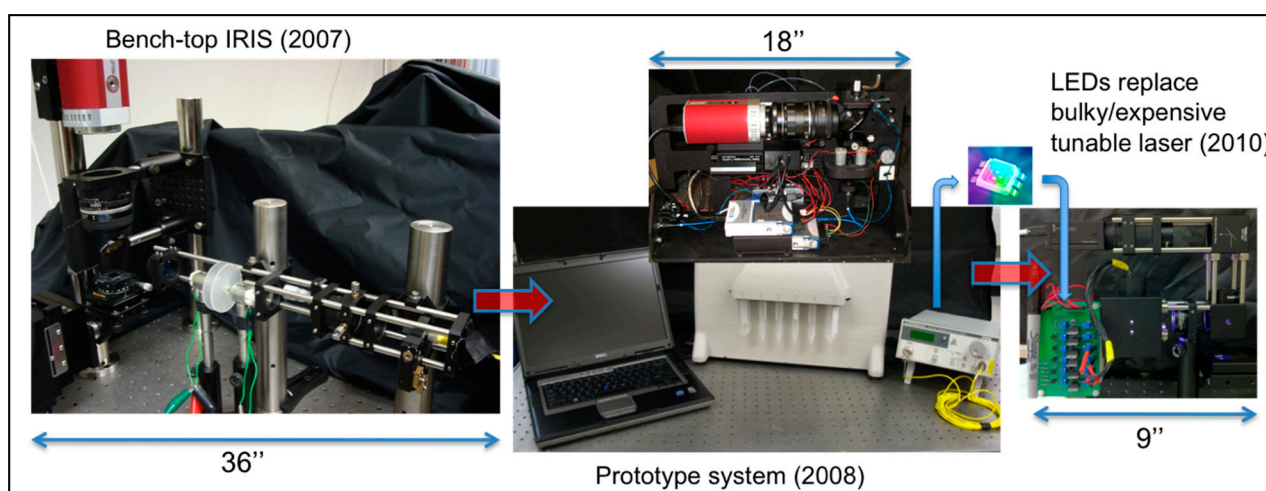 Bench-top IRIS (2007)
18’’
LEDs replace
bulky/expensive
tunable laser (2010)
36’’
Prototype system (2008)
9’’